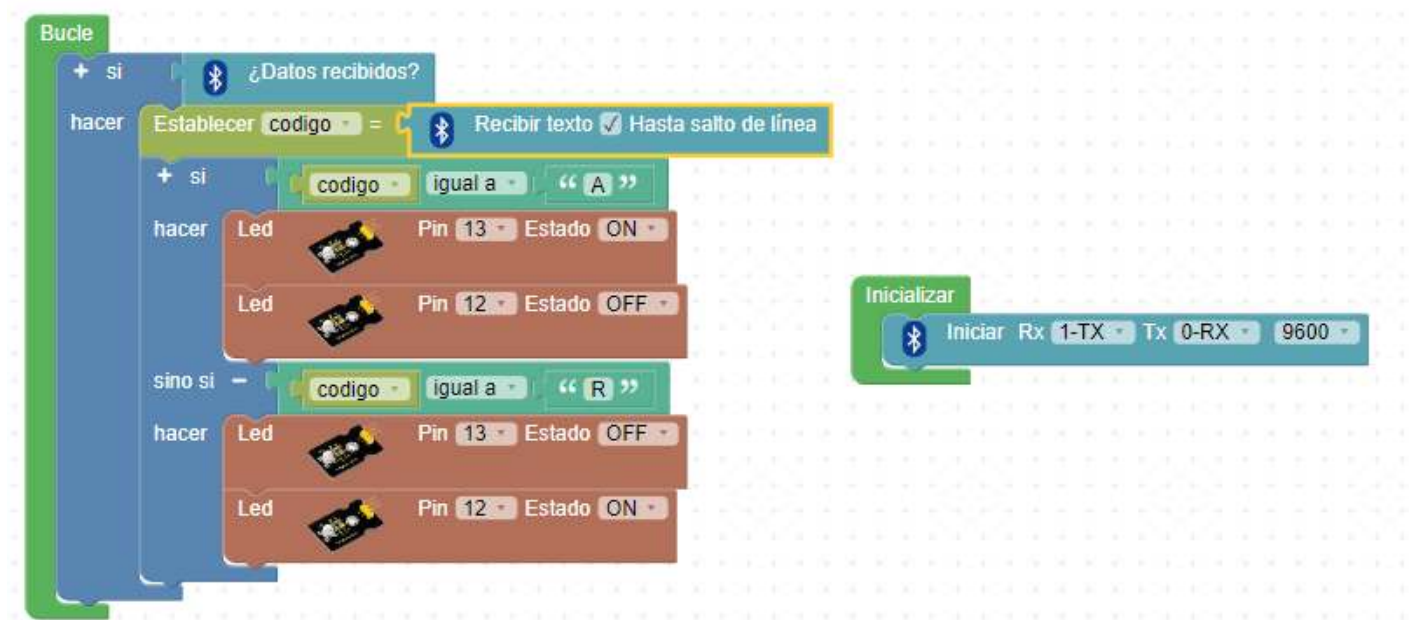 Bucle
+ si ¿Datos recibidos?
hacer Establecer codigo = Recibir texto Hasta salto de línea
+ si codigo igual a “ A ”
hacer Led Pin 13 Estado ON
Led Pin 12 Estado OFF
sino si - codigo igual a “ R ”
hacer Led Pin 13 Estado OFF
Led Pin 12 Estado ON
Inicializar
Iniciar Rx 1-TX Tx 0-RX 9600